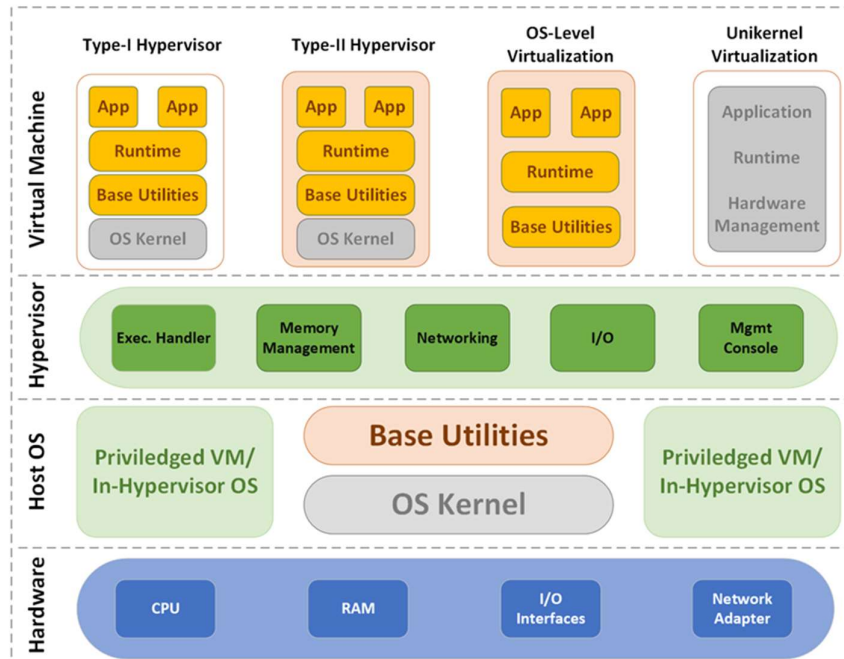 Type-I Hypervisor
Type-II Hypervisor
OS-Level
Virtualization
Unikernel
Virtualization
Virtual Machine
App
App
Runtime
Base Utilities
OS Kernel
App
App
Runtime
Base Utilities
OS Kernel
App
App
Runtime
Base Utilities
Application
Runtime
Hardware
Management
Hypervisor
Exec. Handler
Memory
Management
Networking
I/O
Mgmt
Console
Host OS
Priviledged VM/
In-Hypervisor OS
Base Utilities
OS Kernel
Priviledged VM/
In-Hypervisor OS
Hardware
CPU
RAM
I/O
Interfaces
Network
Adapter